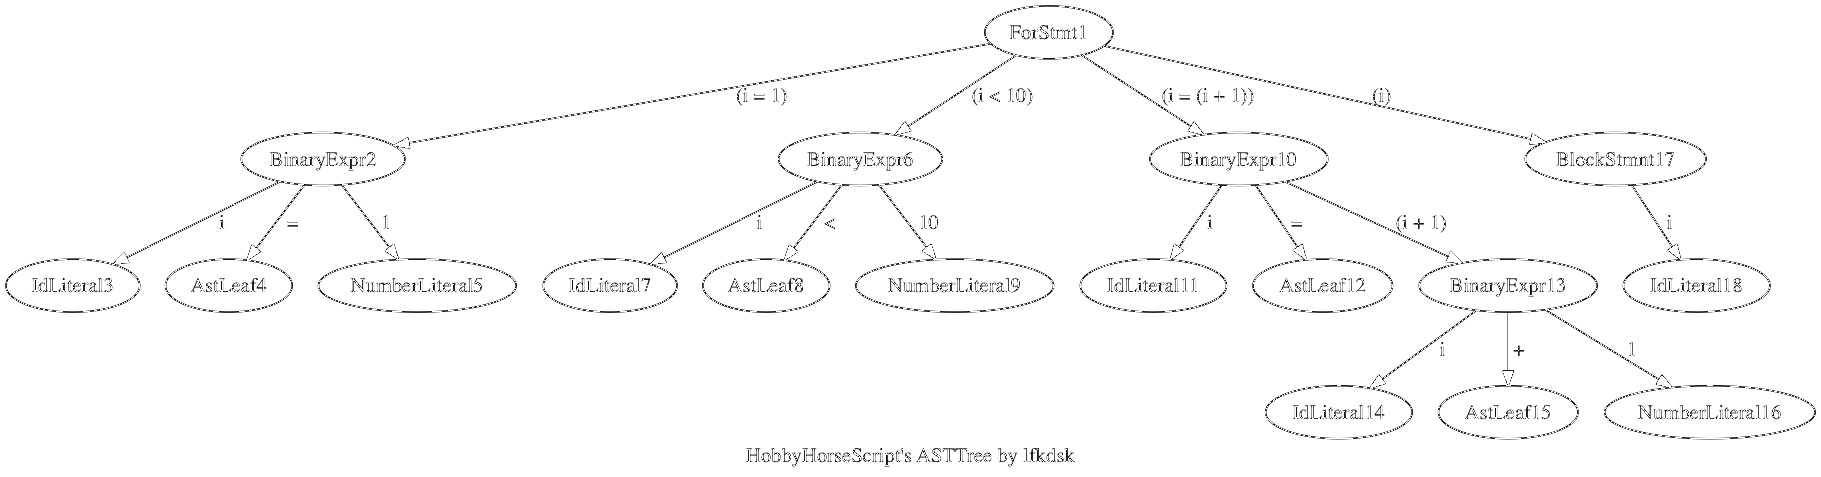 ForStmt1
(i = 1)
(i < 10)
(i = (i + 1))
(i)
BinaryExpr2
BinaryExpr6
BinaryExpr10
BlockStmnt17
i
=
1
i
<
10
i
=
(i + 1)
i
IdLiteral3
AstLeaf4
NumberLiteral5
IdLiteral7
AstLeaf8
NumberLiteral9
IdLiteral11
AstLeaf12
BinaryExpr13
IdLiteral18
i
+
1
IdLiteral14
AstLeaf15
NumberLiteral16
HobbyHorseScript's ASTTree by lfkdsk